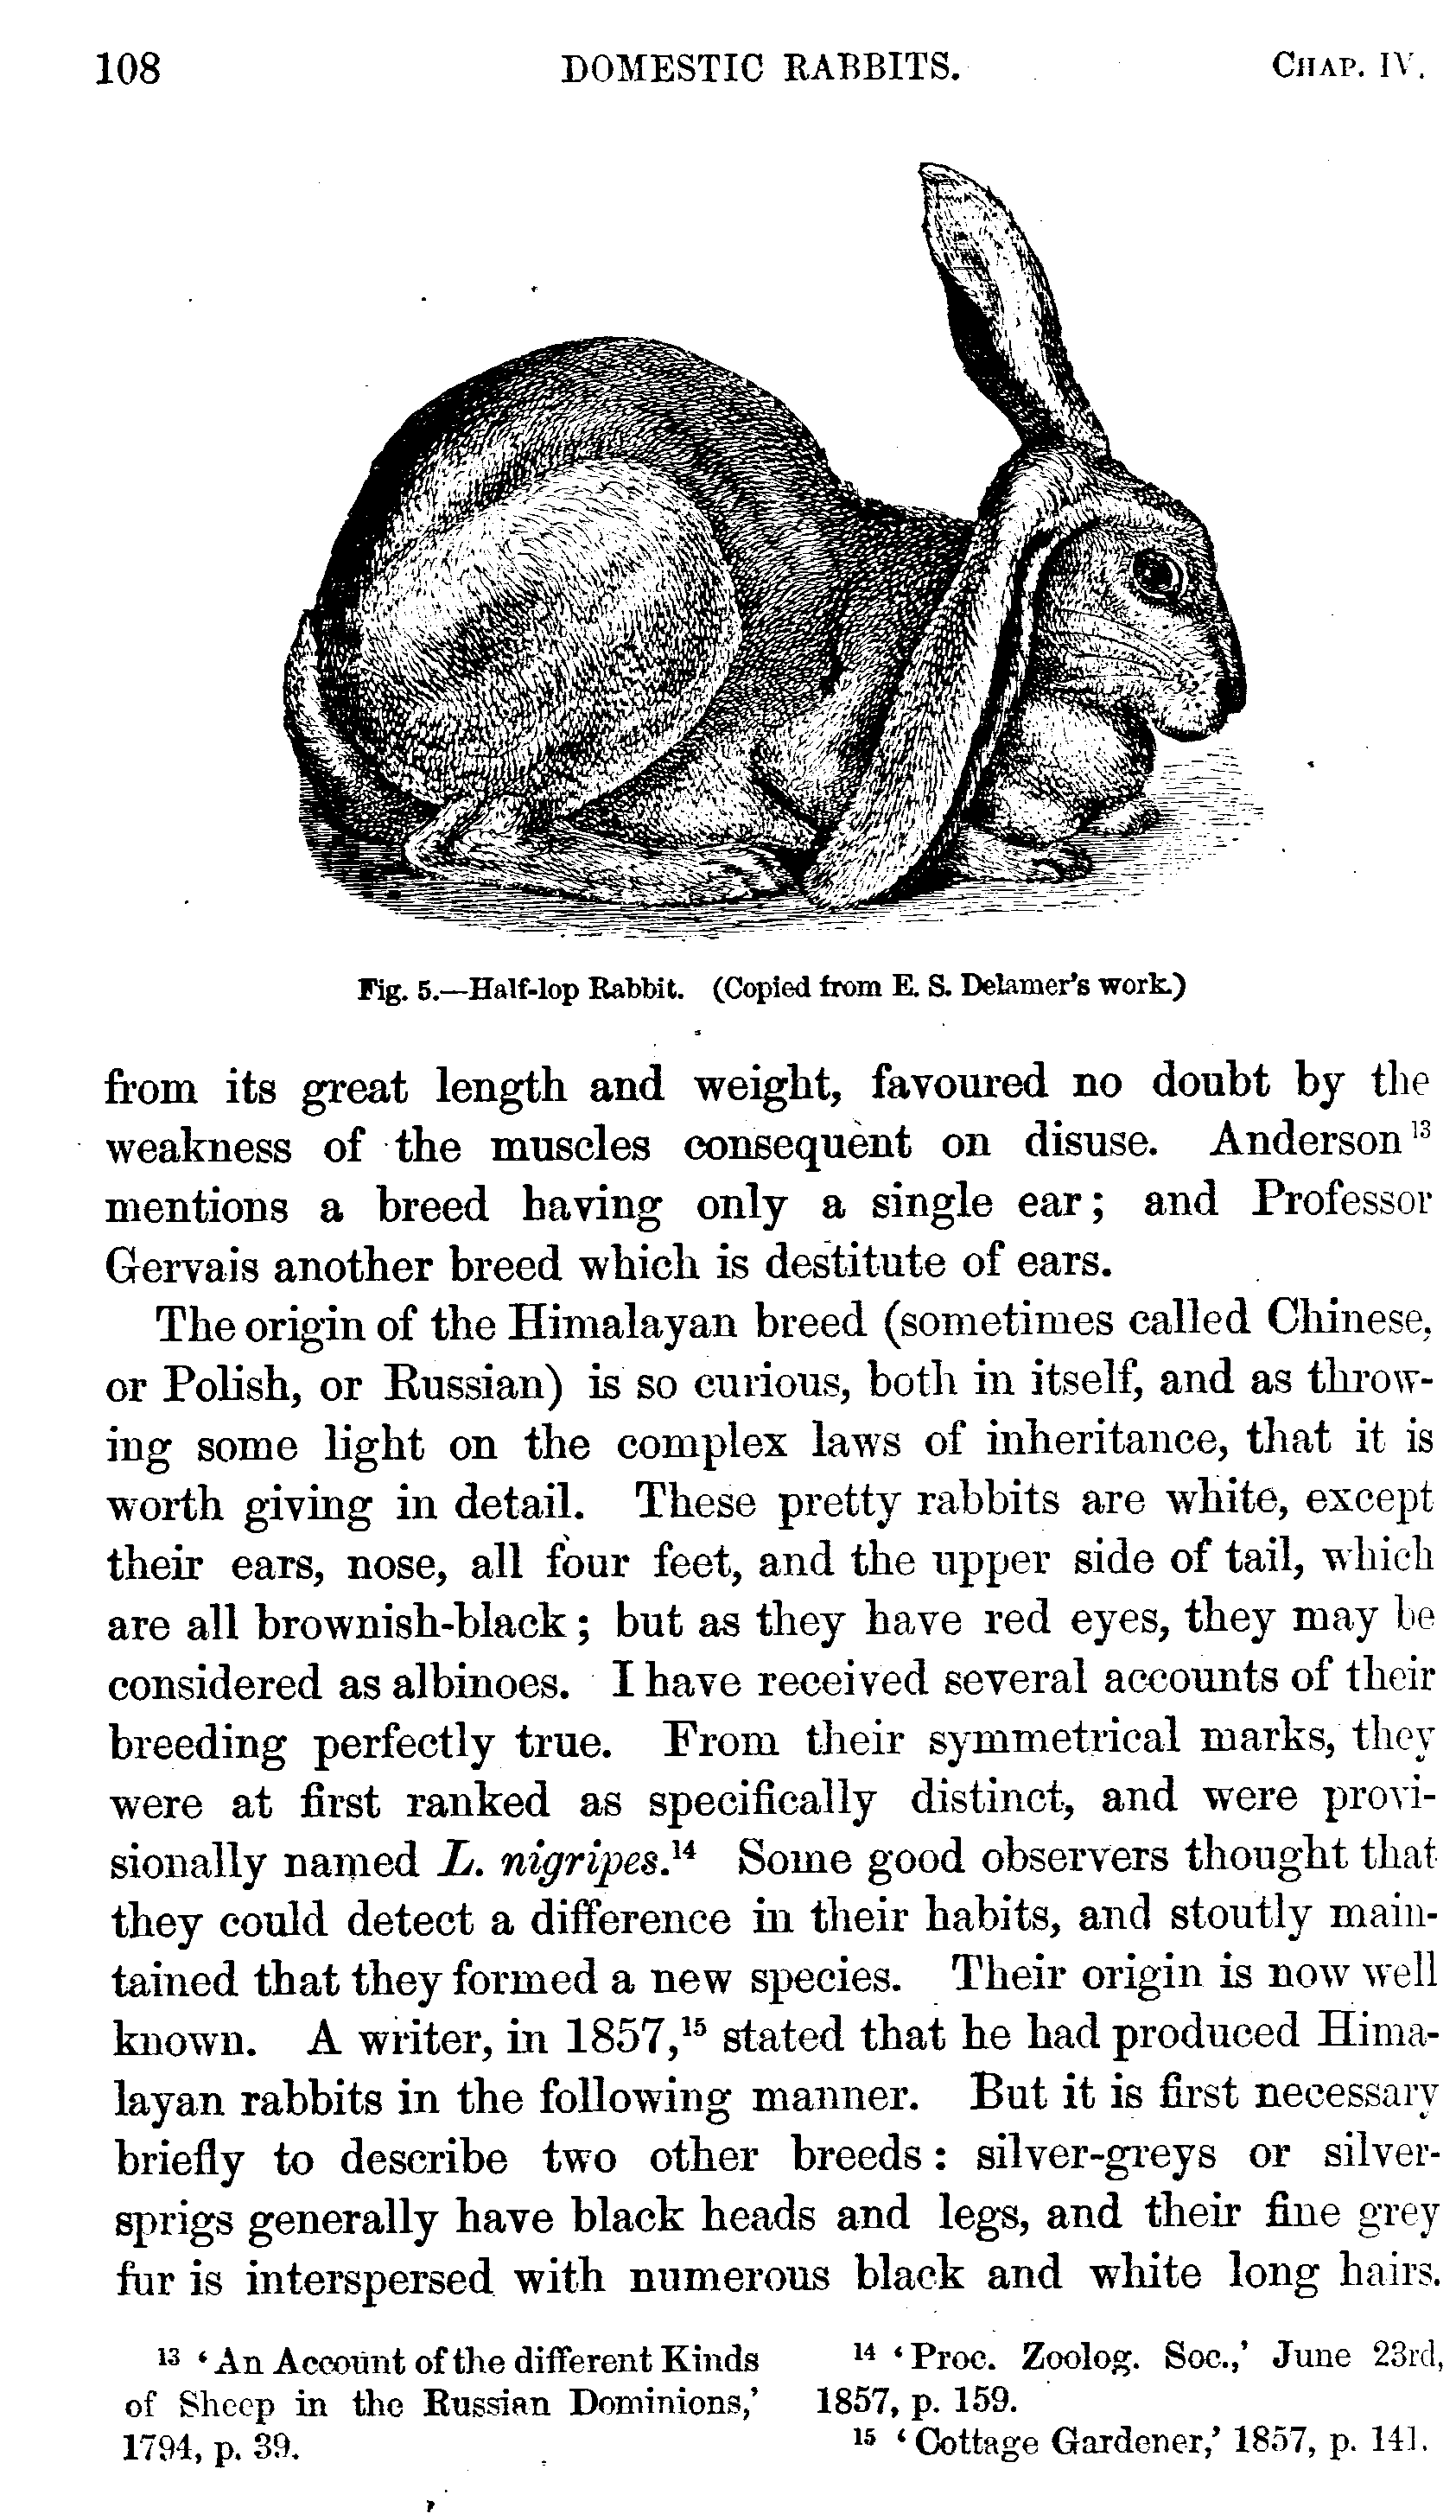 108 DOMESTIC RABBITS. CHAP. IV.
Fig. 5.—Half-lop Rabbit. (Copied from E. S. Delamer's work.)
from its great length and weight, favoured no doubt by the
weakness of the muscles consequent on disuse. Anderson 13
mentions a breed having only a single ear; and Professor
Gervais another breed which is destitute of ears.
The origin of the Himalayan breed (sometimes called Chinese,
or Polish, or Russian) is so curious, both in itself, and as throw-
ing some light on the complex laws of inheritance, that it is
worth giving in detail. These pretty rabbits are white, except
their ears, nose, all four feet, and the upper side of tail, which
are all brownish-black; but as they have red eyes, they may be
considered as albinoes. I have received several accounts of their
breeding perfectly true. From their symmetrical marks, they
were at first ranked as specifically distinct, and were provi-
sionally named L. nigripes.14 Some good observers thought that
they could detect a difference in their habits, and stoutly main-
tained that they formed a new species. Their origin is now well
known. A writer, in 1857,15 stated that he had produced Hima-
layan rabbits in the following manner. But it is first necessary
briefly to describe two other breeds: silver-greys or silver-
sprigs generally have black heads and legs, and their fine grey
fur is interspersed with numerous black and white long hairs.
13 'An Account of the different Kinds
of Sheep in the Russian Dominions,'
1794, p. 39.
14 'Proc. Zoolog. Soc.,' June 23rd,
1857, p. 159.
15 'Cottage Gardener,' 1857, p. 141.